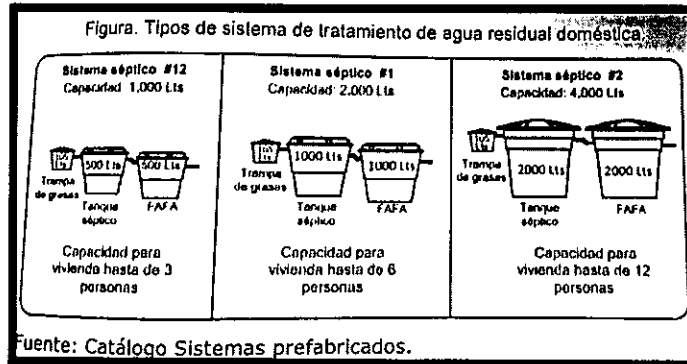 Figura. Tipos de sistema de tratamiento de agua residual doméstica.
Sistema séptico #12
Capacidad: 1,000 Lts
Trampa
de grasas
500 Lts
500 Lts
Tanque
séptico
FAFA
Capacidad para
vivienda hasta de 3
personas
Sistema séptico #1
Capacidad: 2.000 Lts
Trampa
de grasas
1000 Lts
1000 Lts
Tanque
séptico
FAFA
Capacidad para
vivienda hasta de 6
personas
Sistema séptico #2
Capacidad: 4,000 Lts
Trampa
de grasas
2000 Lts
2000 Lts
Tanque
séptico
FAFA
Capacidad para
vivienda hasta de 12
personas
Fuente: Catálogo Sistemas prefabricados.